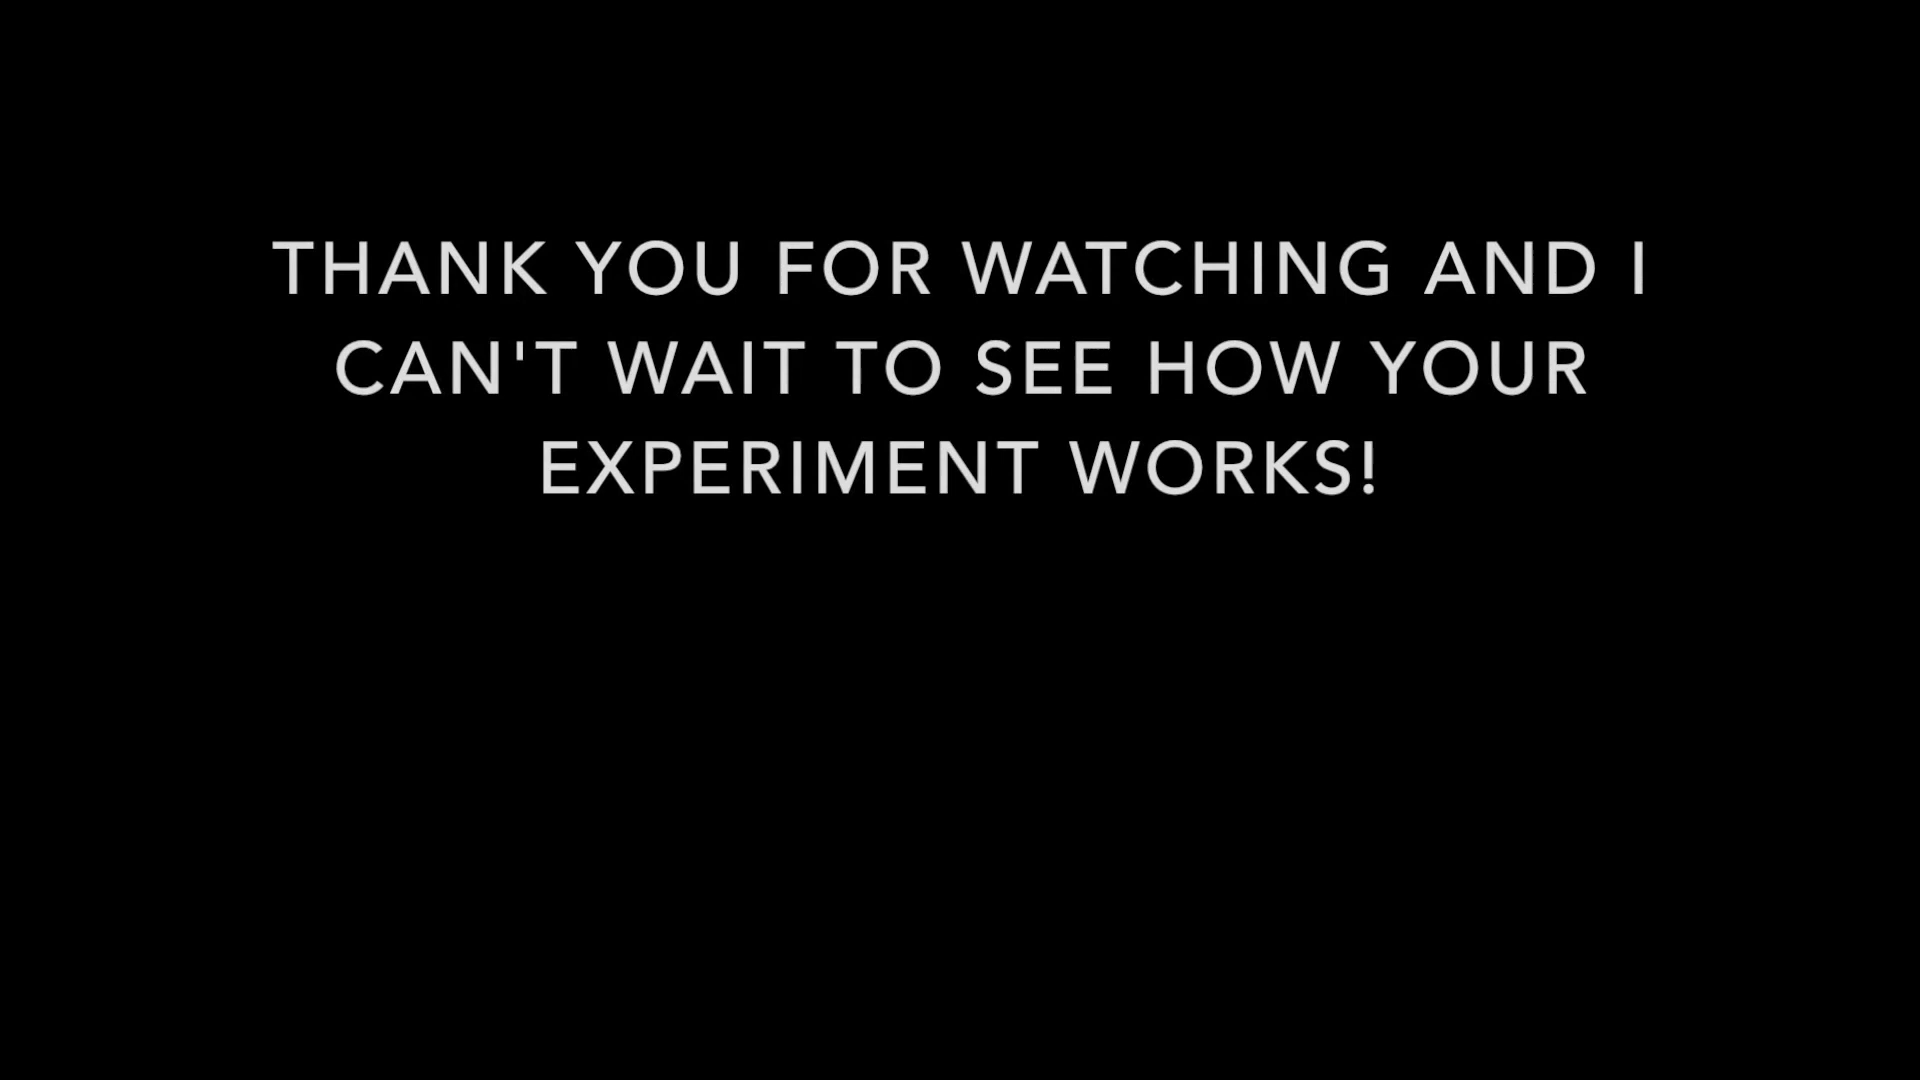 THANK YOU FOR WATCHING AND I
CAN'T WAIT TO SEE HOW YOUR
EXPERIMENT WORKS!